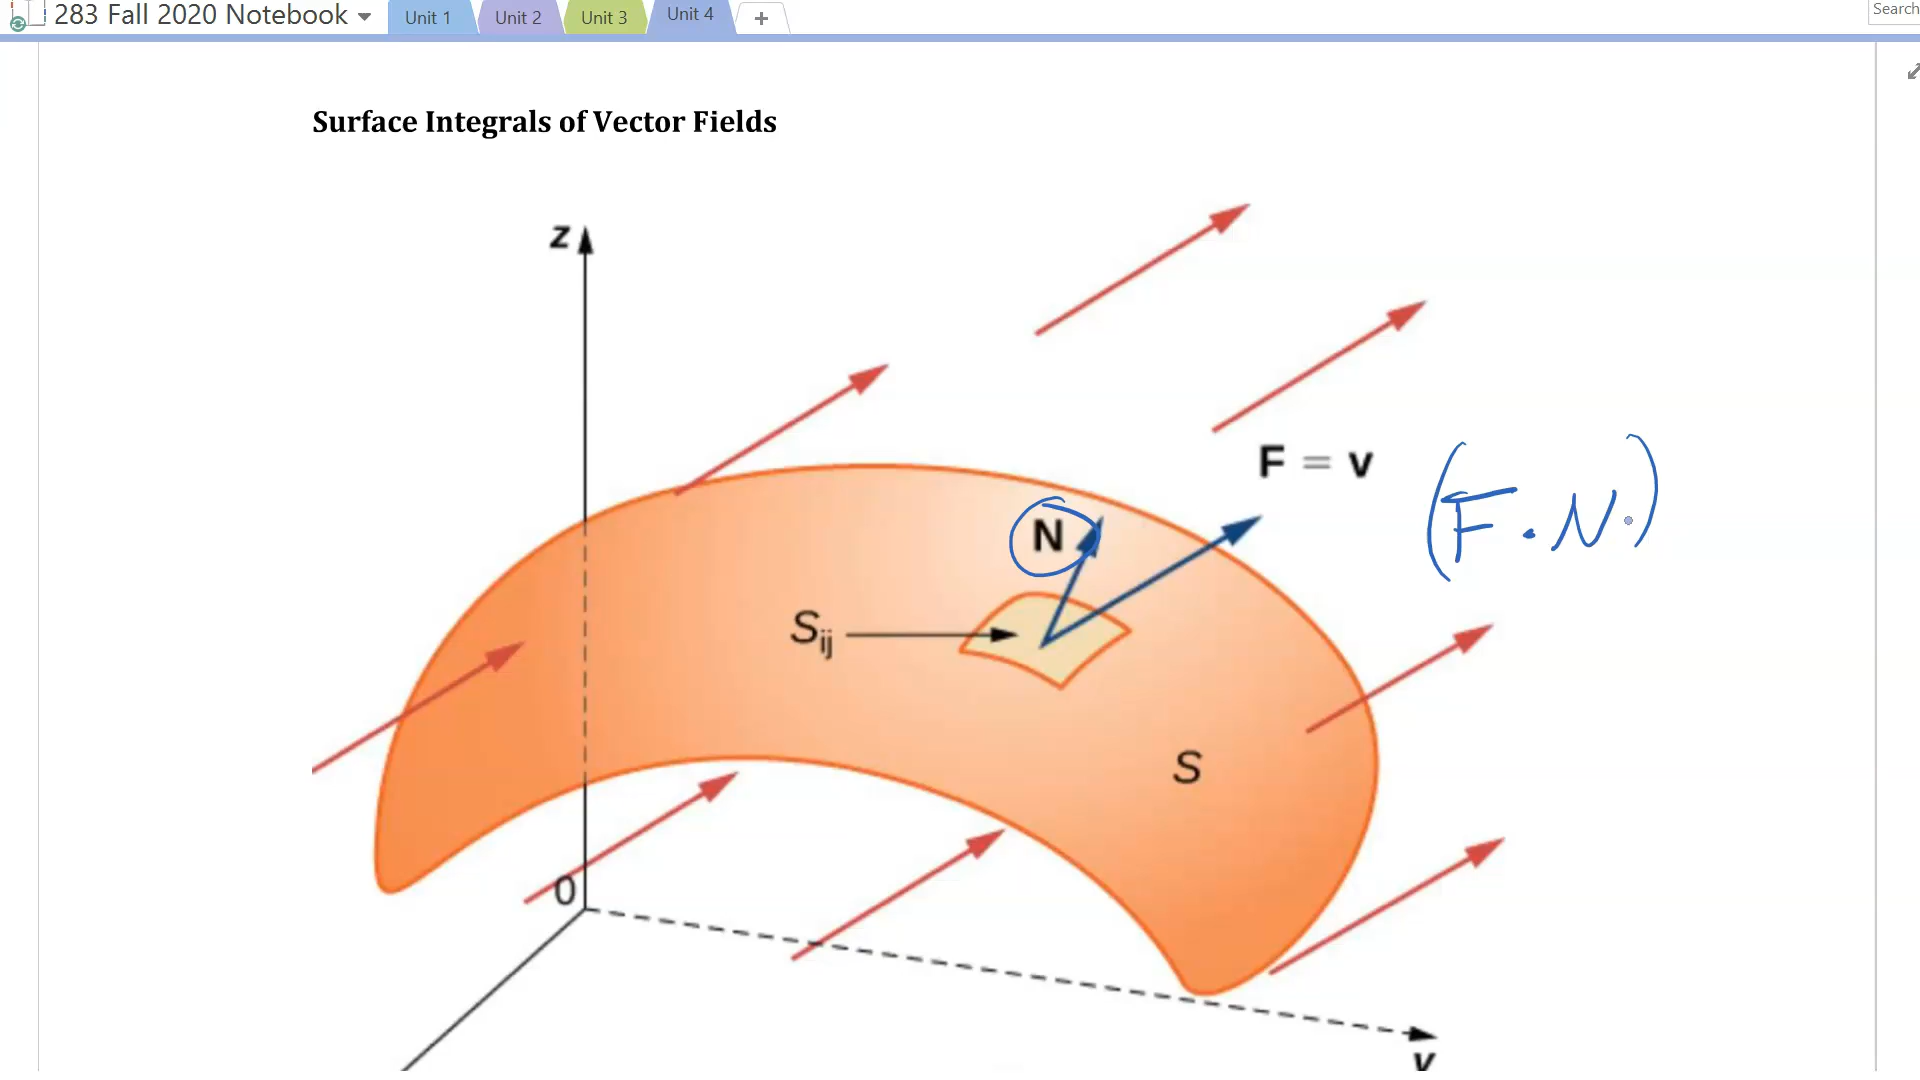 283 Fall 2020 Notebook Unit 1 Unit 2 Unit 3 Unit 4 + Search
Surface Integrals of Vector Fields
z
F = v
(F · N)
N
Sij
S
0
y